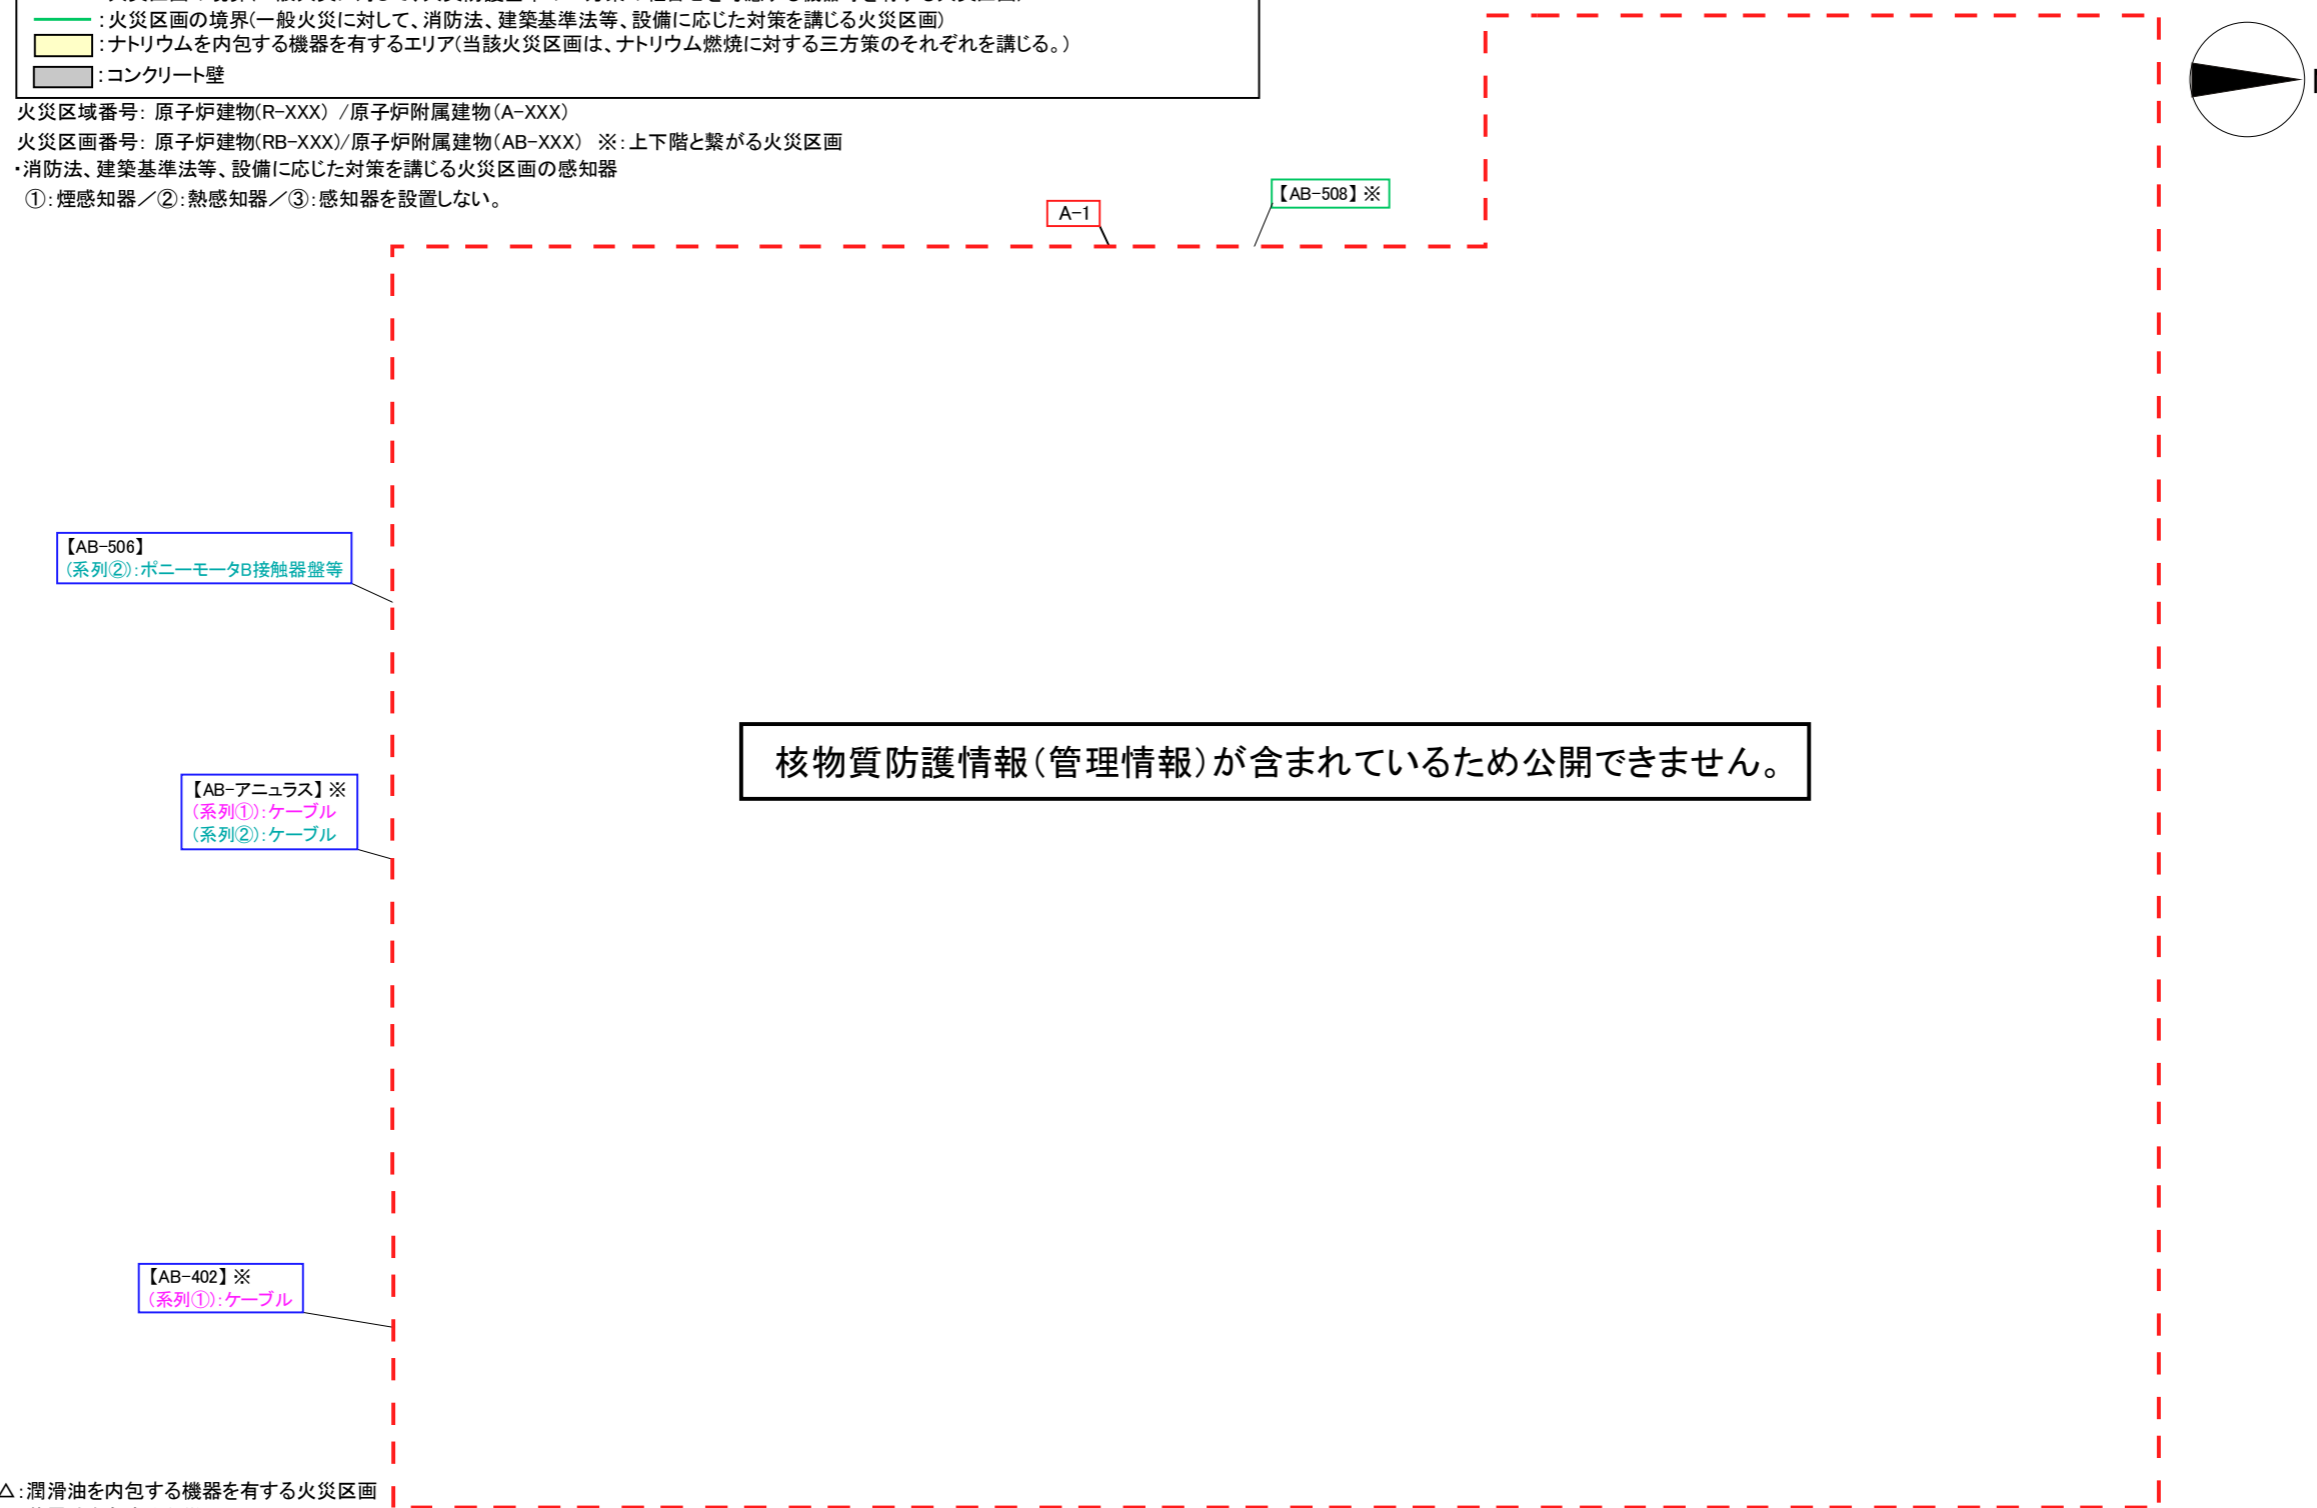 :火災区画の境界(一般火災に対して、消防法、建築基準法等、設備に応じた対策を講じる火災区画)
:ナトリウムを内包する機器を有するエリア(当該火災区画は、ナトリウム燃焼に対する三方策のそれぞれを講じる。)
:コンクリート壁
火災区域番号: 原子炉建物(R-XXX) /原子炉附属建物(A-XXX)
火災区画番号: 原子炉建物(RB-XXX)/原子炉附属建物(AB-XXX) ※:上下階と繋がる火災区画
・消防法、建築基準法等、設備に応じた対策を講じる火災区画の感知器
①:煙感知器/②:熱感知器/③:感知器を設置しない。
【AB-508】※
A-1
【AB-506】
(系列②):ポニーモータB接触器盤等
核物質防護情報(管理情報)が含まれているため公開できません。
【AB-アニュラス】※
(系列①):ケーブル
(系列②):ケーブル
【AB-402】※
(系列①):ケーブル
△:潤滑油を内包する機器を有する火災区画